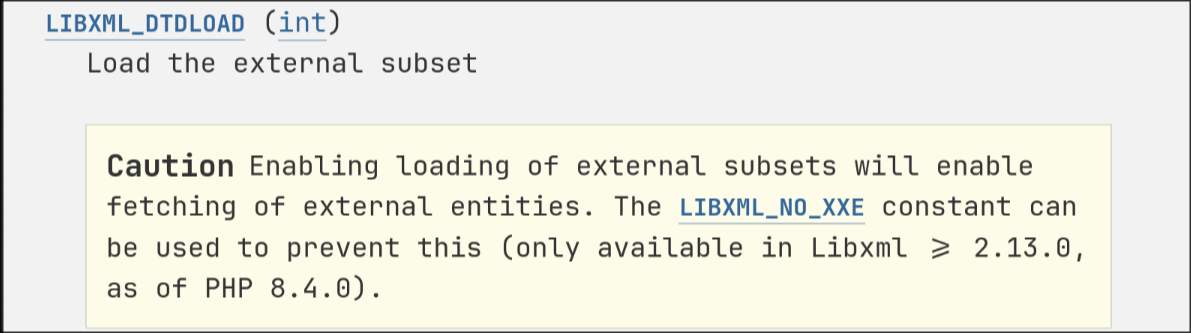 LIBXML_DTDLOAD (int)
Load the external subset
Caution Enabling loading of external subsets will enable
fetching of external entities. The LIBXML_NO_XXE constant can
be used to prevent this (only available in Libxml ⩾ 2.13.0,
as of PHP 8.4.0).